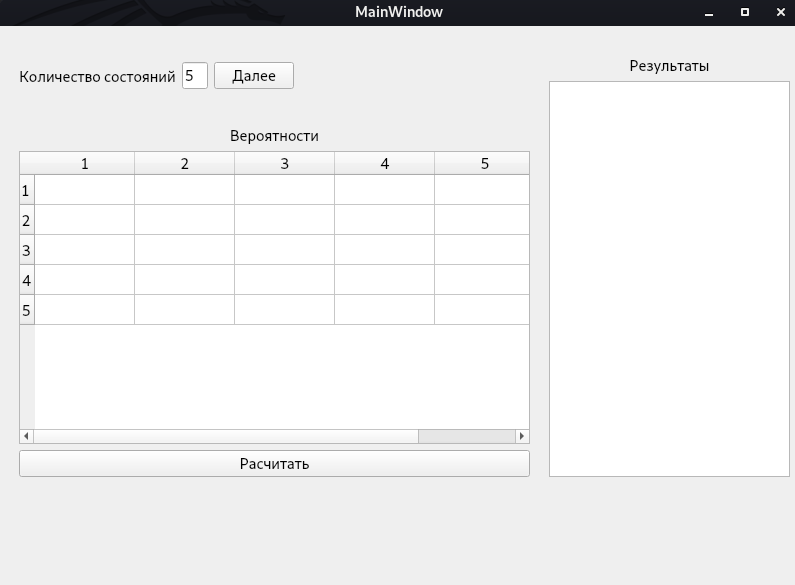 MainWindow
Количество состояний 5 Далее
Результаты
Вероятности
1 2 3 4 5
1
2
3
4
5
Расчитать